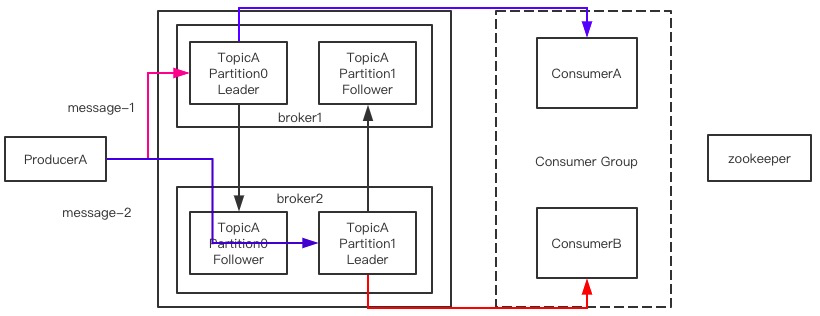 TopicA
Partition0
Leader
TopicA
Partition1
Follower
broker1
message-1
ProducerA
message-2
broker2
TopicA
Partition0
Follower
TopicA
Partition1
Leader
ConsumerA
Consumer Group
ConsumerB
zookeeper